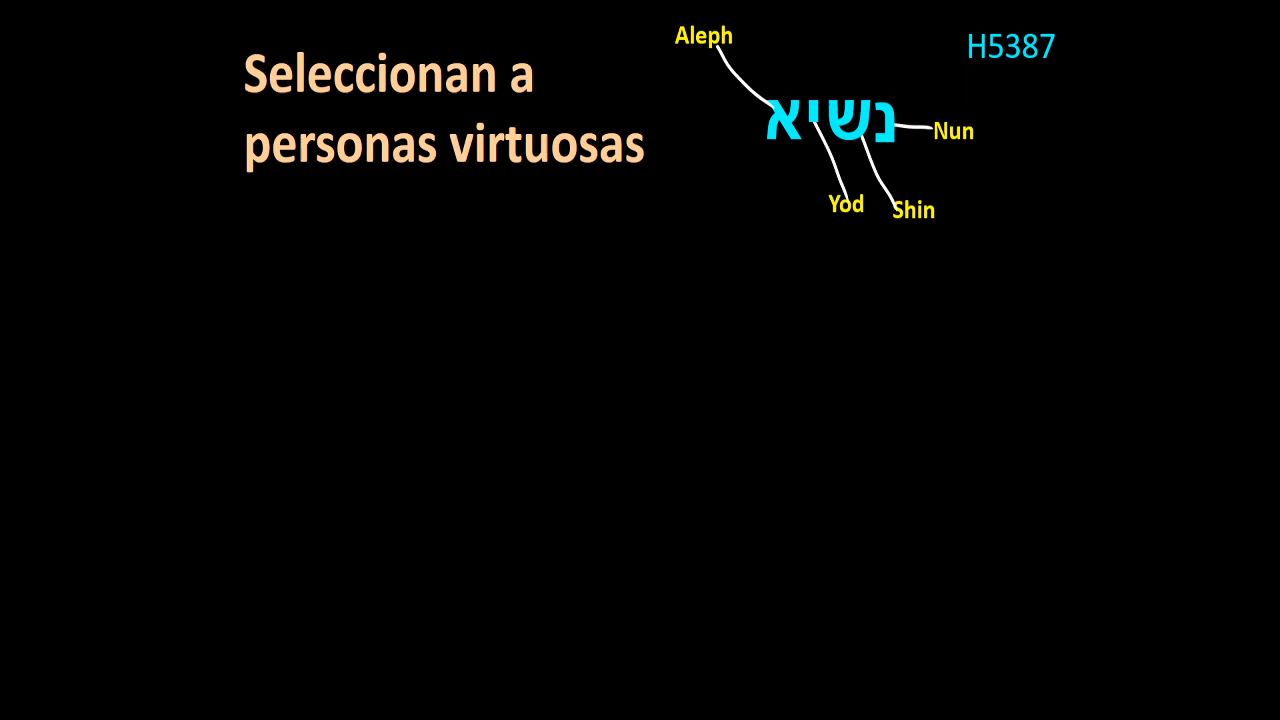 Seleccionan a
personas virtuosas
Aleph
H5387
נשיא
Nun
Yod
Shin